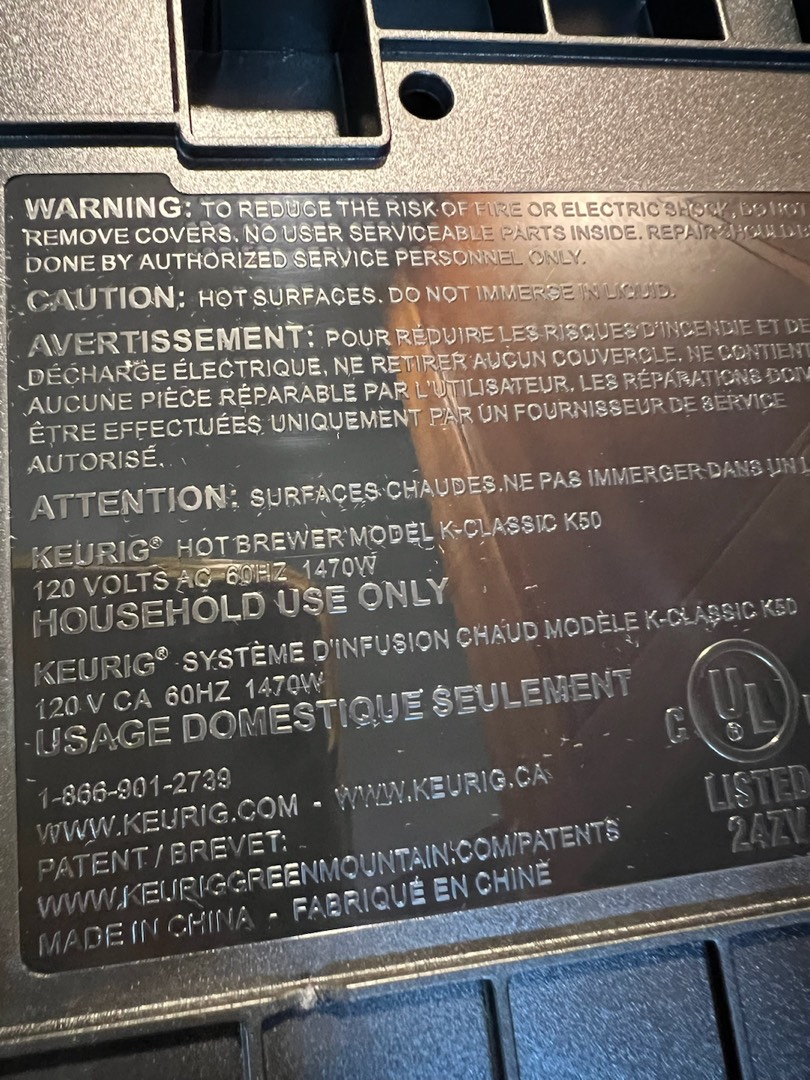 WARNING: TO REDUCE THE RISK OF FIRE OR ELECTRIC SHOCK, DO NOT
REMOVE COVERS. NO USER SERVICEABLE PARTS INSIDE. REPAIR SHOULD B
DONE BY AUTHORIZED SERVICE PERSONNEL ONLY.
CAUTION: HOT SURFACES. DO NOT IMMERSE IN LIQUID.
AVERTISSEMENT: POUR RÉDUIRE LES RISQUES D'INCENDIE ET DE
DÉCHARGE ÉLECTRIQUE, NE RETIRER AUCUN COUVERCLE. NE CONTIENT
AUCUNE PIÈCE RÉPARABLE PAR L'UTILISATEUR. LES RÉPARATIONS DOIV
ÊTRE EFFECTUÉES UNIQUEMENT PAR UN FOURNISSEUR DE SERVICE
AUTORISÉ.
ATTENTION: SURFACES CHAUDES. NE PAS IMMERGER DANS UN L
KEURIG® HOT BREWER MODEL K-CLASSIC K50
120 VOLTS AC 60HZ 1470W
HOUSEHOLD USE ONLY
KEURIG® SYSTÈME D'INFUSION CHAUD MODÈLE K-CLASSIC K50
120 V CA 60HZ 1470W
USAGE DOMESTIQUE SEULEMENT
C UL ®
LISTED
24ZV
1-866-901-2739
WWW.KEURIG.COM - WWW.KEURIG.CA
PATENT / BREVET:
WWW.KEURIGGREENMOUNTAIN.COM/PATENTS
MADE IN CHINA - FABRIQUÉ EN CHINE